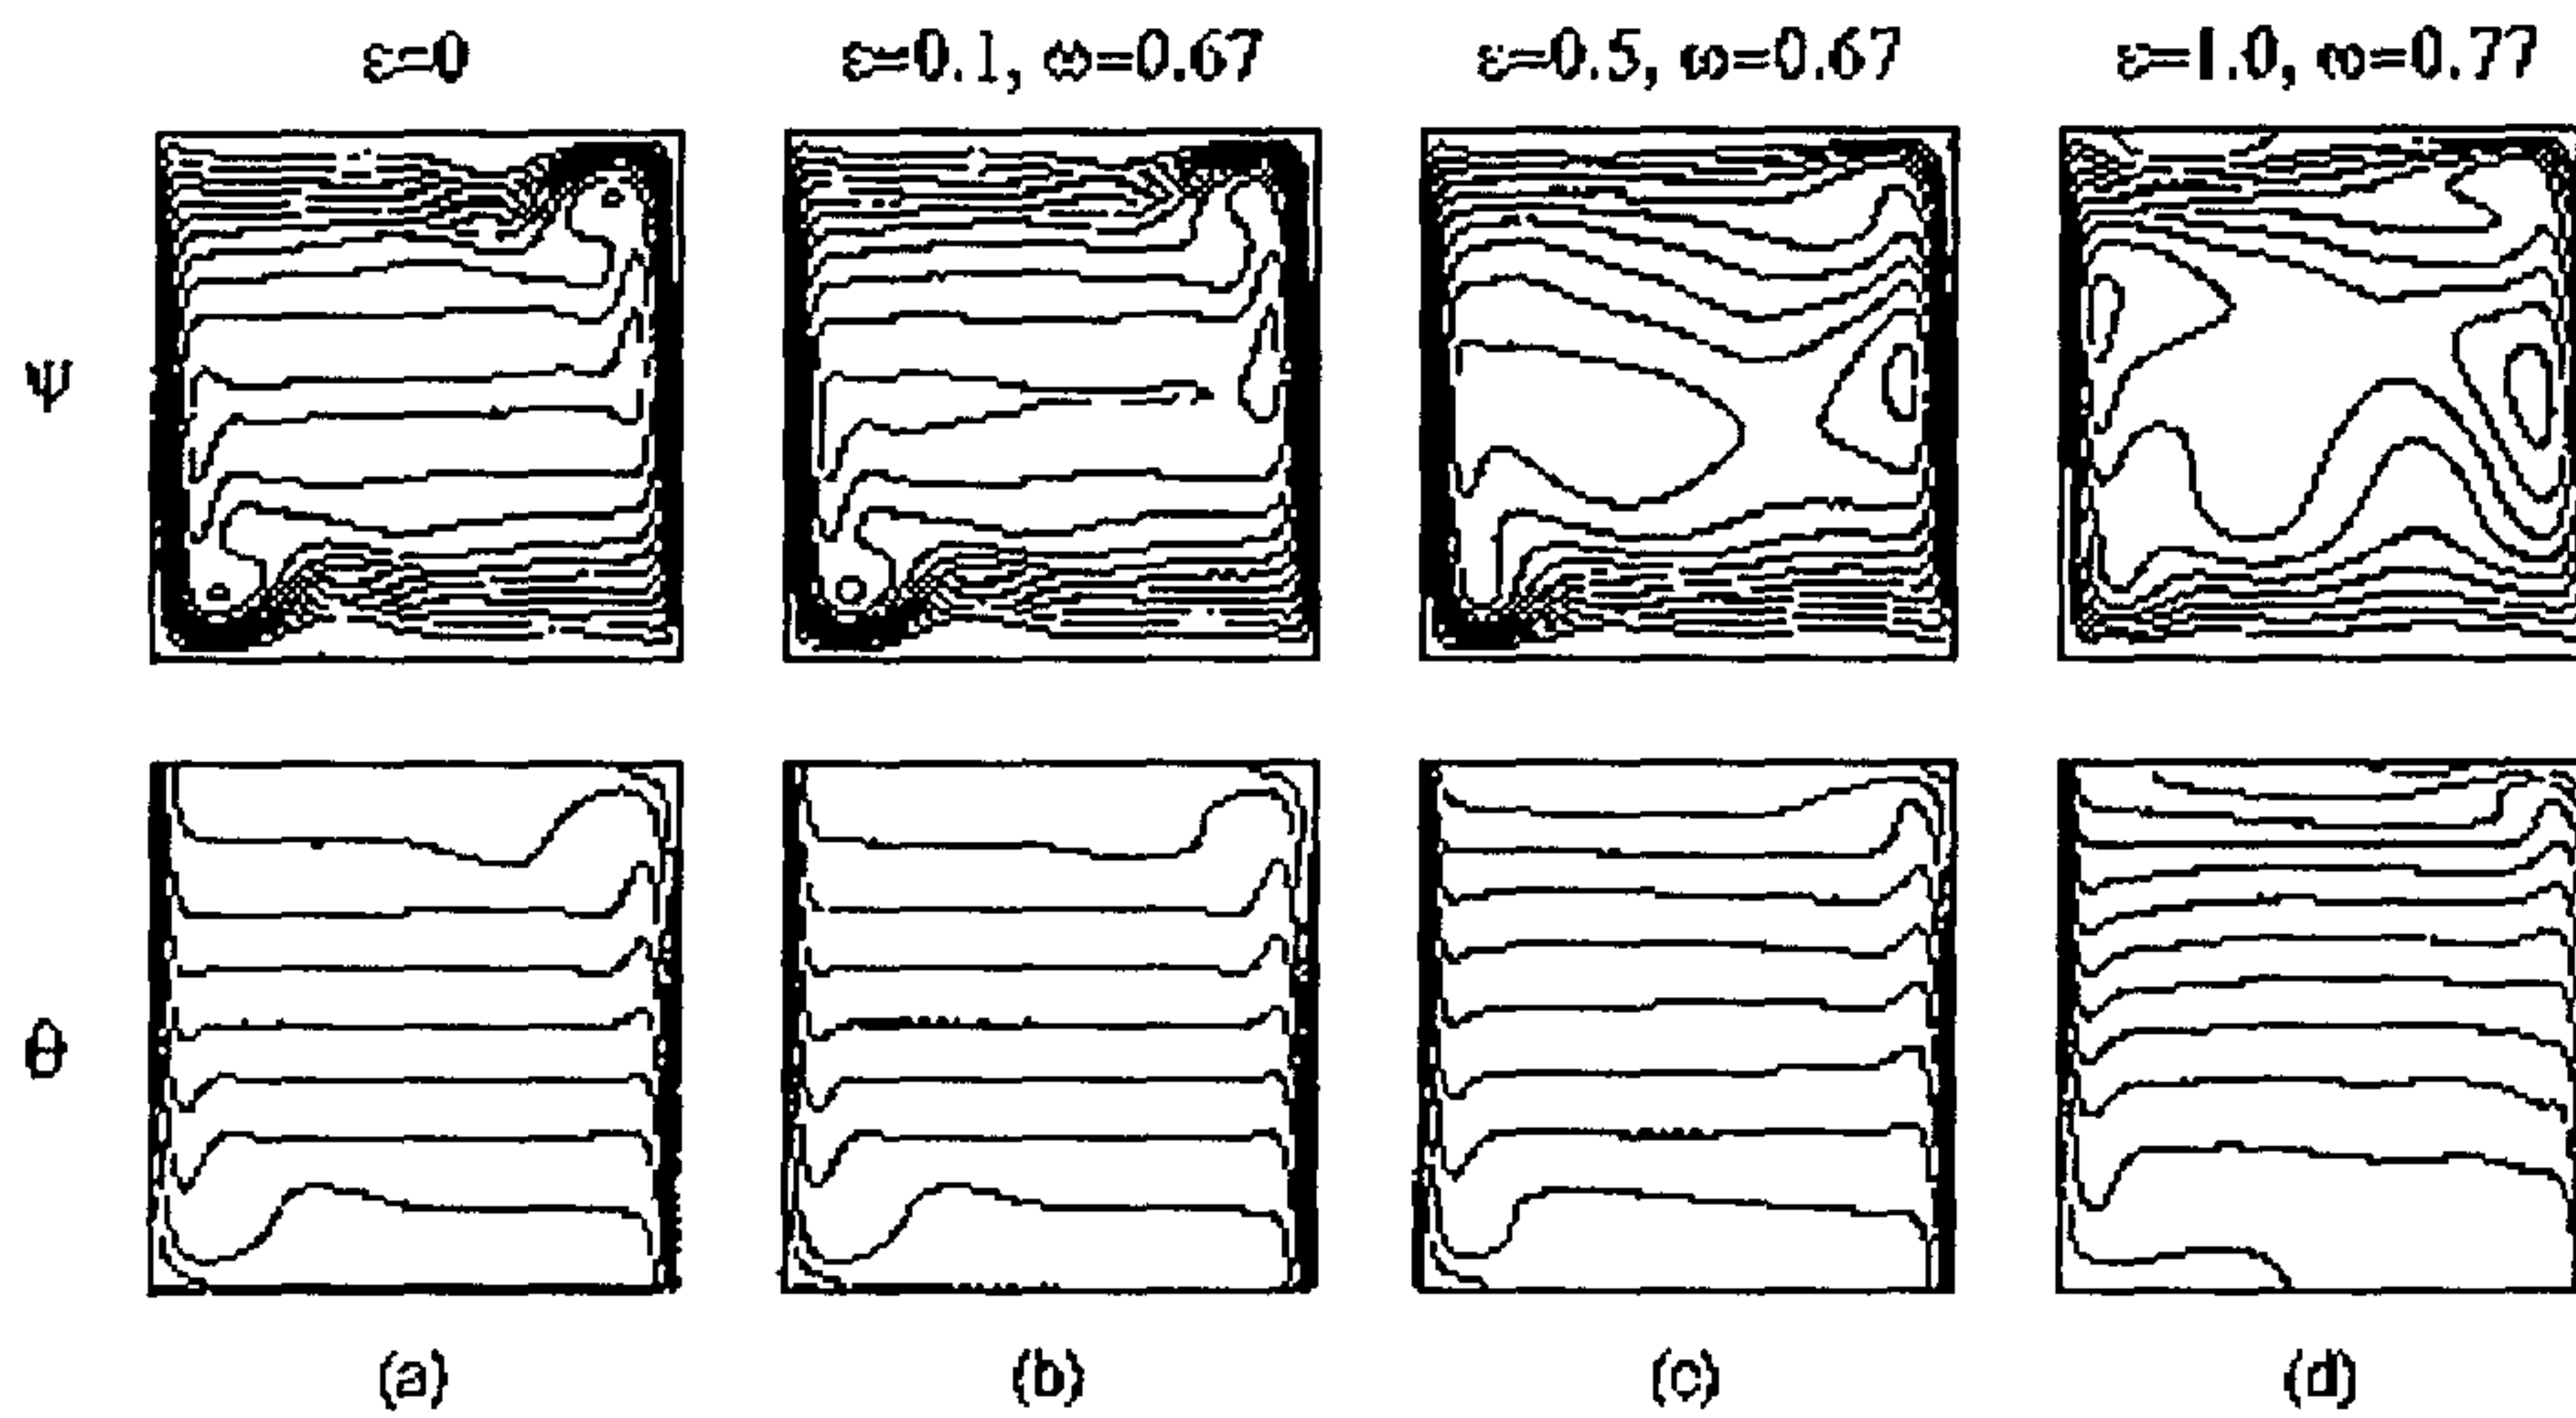 ε=0 ε=0.1, ω=0.67 ε=0.5, ω=0.67 ε=1.0, ω=0.77
ψ
θ
(a) (b) (c) (d)